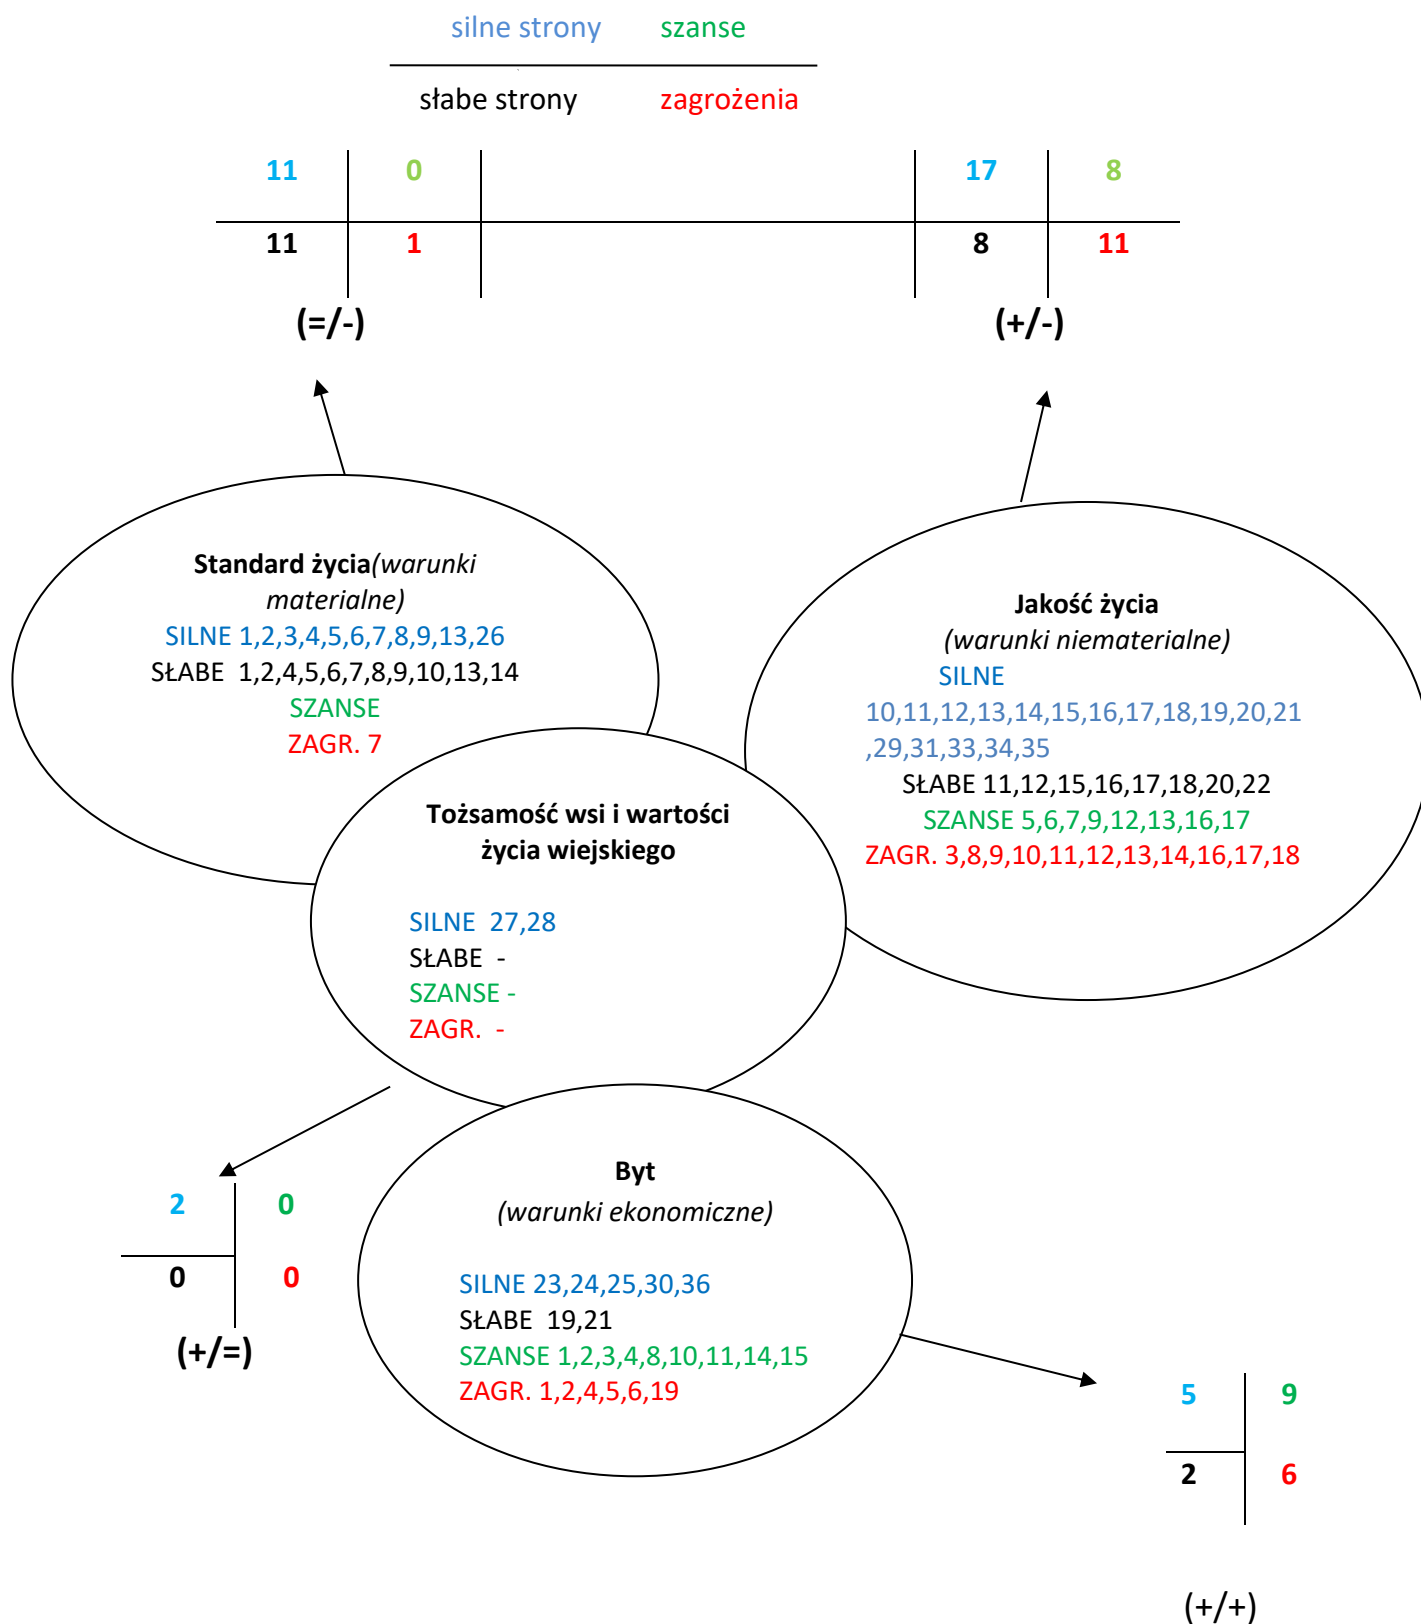 silne strony szanse
słabe strony zagrożenia
11 0 17 8
11 1 8 11
(=/-) (+/-)
Standard życia(warunki
materialne)
SILNE 1,2,3,4,5,6,7,8,9,13,26
SŁABE 1,2,4,5,6,7,8,9,10,13,14
SZANSE
ZAGR. 7
Jakość życia
(warunki niematerialne)
SILNE
10,11,12,13,14,15,16,17,18,19,20,21
,29,31,33,34,35
SŁABE 11,12,15,16,17,18,20,22
SZANSE 5,6,7,9,12,13,16,17
ZAGR. 3,8,9,10,11,12,13,14,16,17,18
Tożsamość wsi i wartości
życia wiejskiego
SILNE 27,28
SŁABE -
SZANSE -
ZAGR. -
2 0
0 0
(+/=)
Byt
(warunki ekonomiczne)
SILNE 23,24,25,30,36
SŁABE 19,21
SZANSE 1,2,3,4,8,10,11,14,15
ZAGR. 1,2,4,5,6,19
5 9
2 6
(+/+)